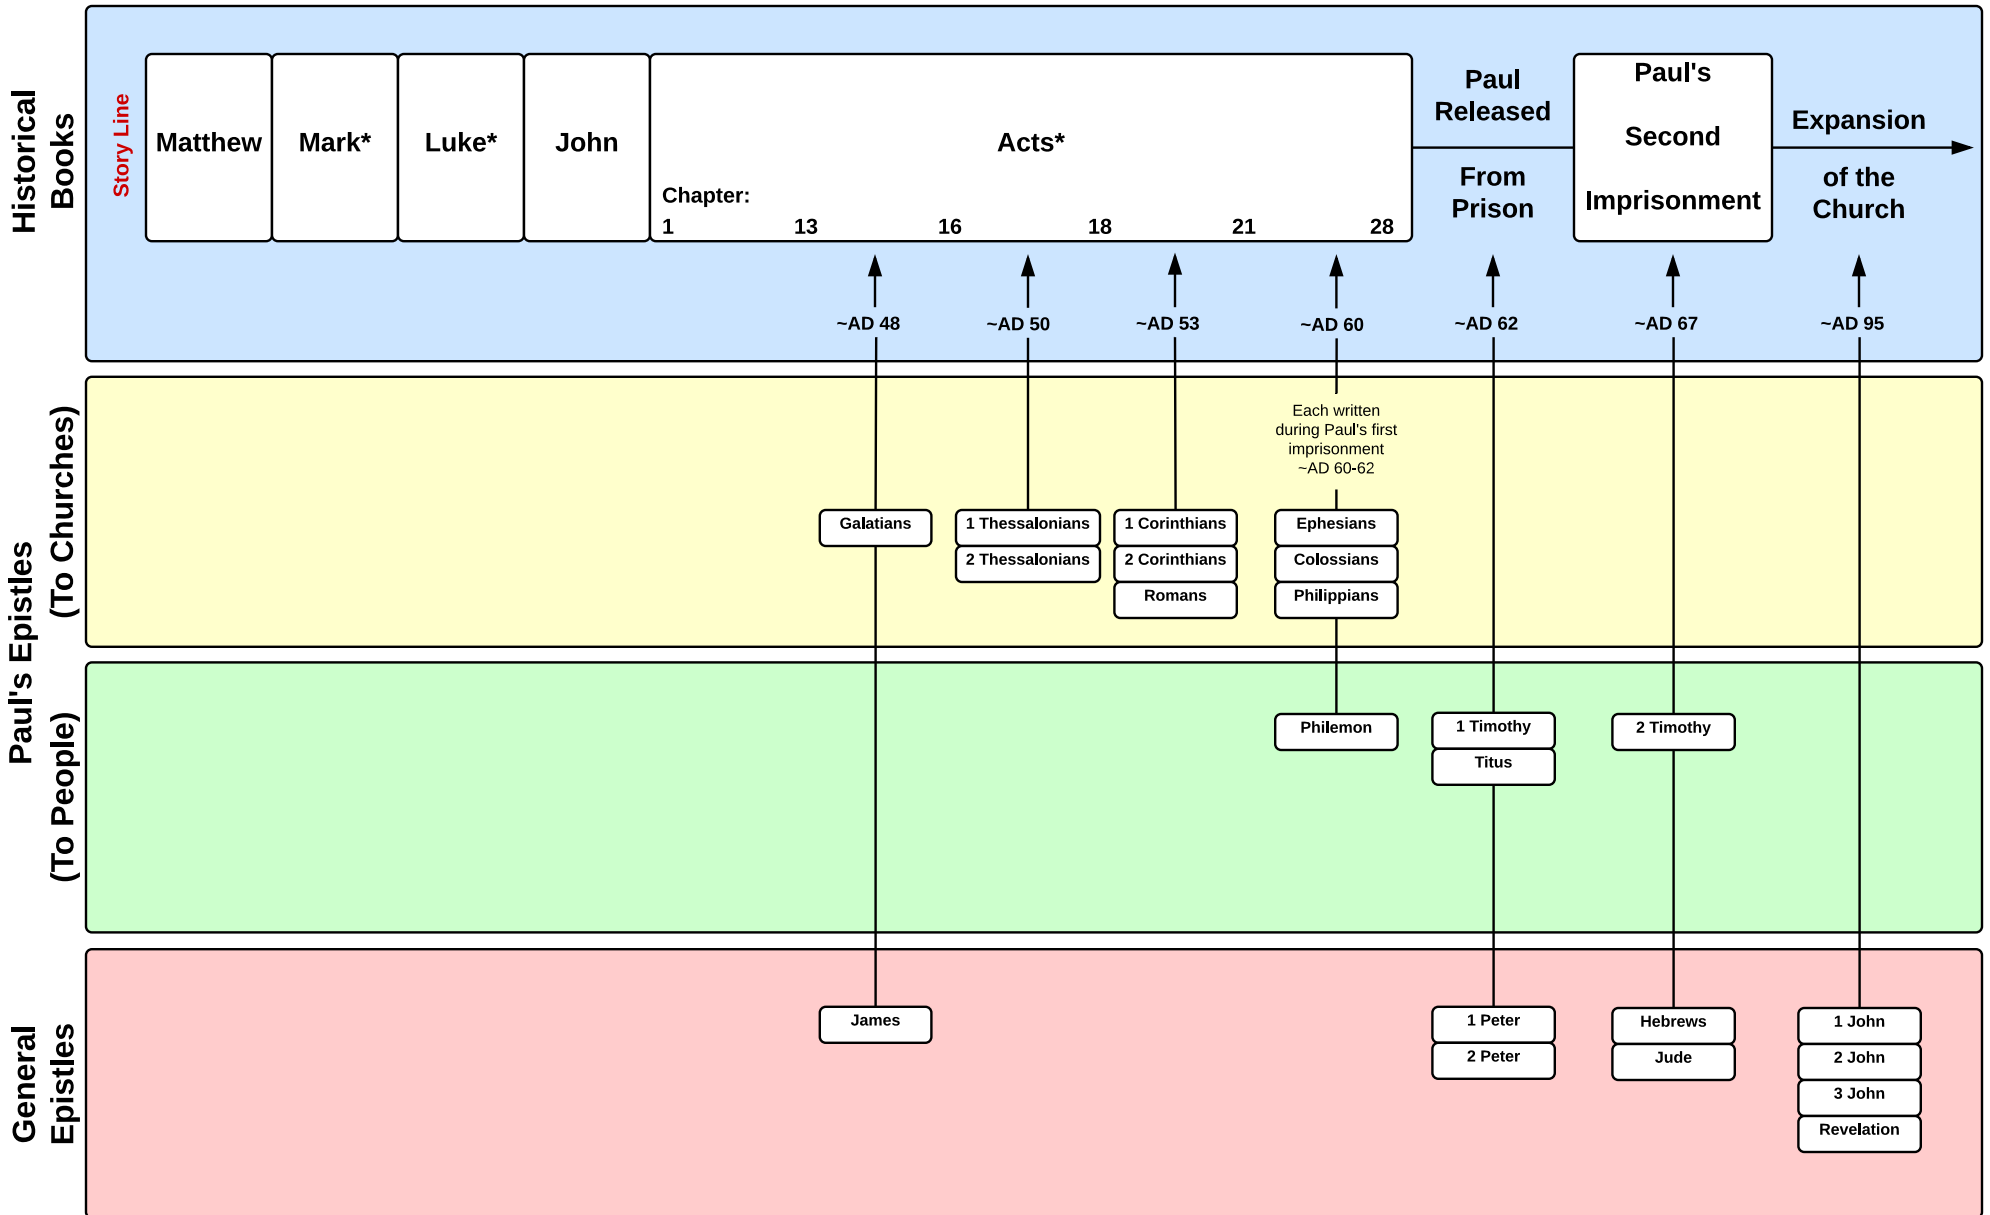 Historical
Books
Story Line
Matthew
Mark*
Luke*
John
Acts*
Chapter:
1 13 16 18 21 28
Paul
Released
From
Prison
Paul's
Second
Imprisonment
Expansion
of the
Church
~AD 48
~AD 50
~AD 53
~AD 60
~AD 62
~AD 67
~AD 95
Paul's Epistles
(To Churches)
Each written
during Paul's first
imprisonment
~AD 60-62
Galatians
1 Thessalonians
2 Thessalonians
1 Corinthians
2 Corinthians
Romans
Ephesians
Colossians
Philippians
(To People)
Philemon
1 Timothy
Titus
2 Timothy
General
Epistles
James
1 Peter
2 Peter
Hebrews
Jude
1 John
2 John
3 John
Revelation